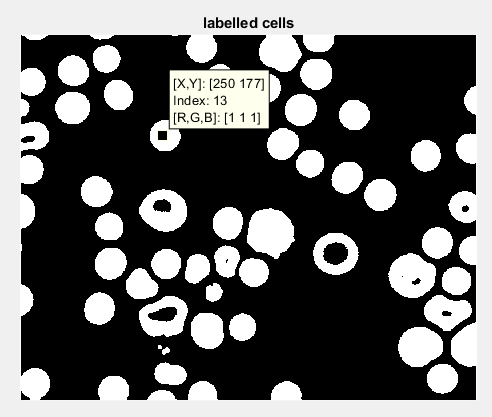 labelled cells
[X,Y]: [250 177]
Index: 13
[R,G,B]: [1 1 1]